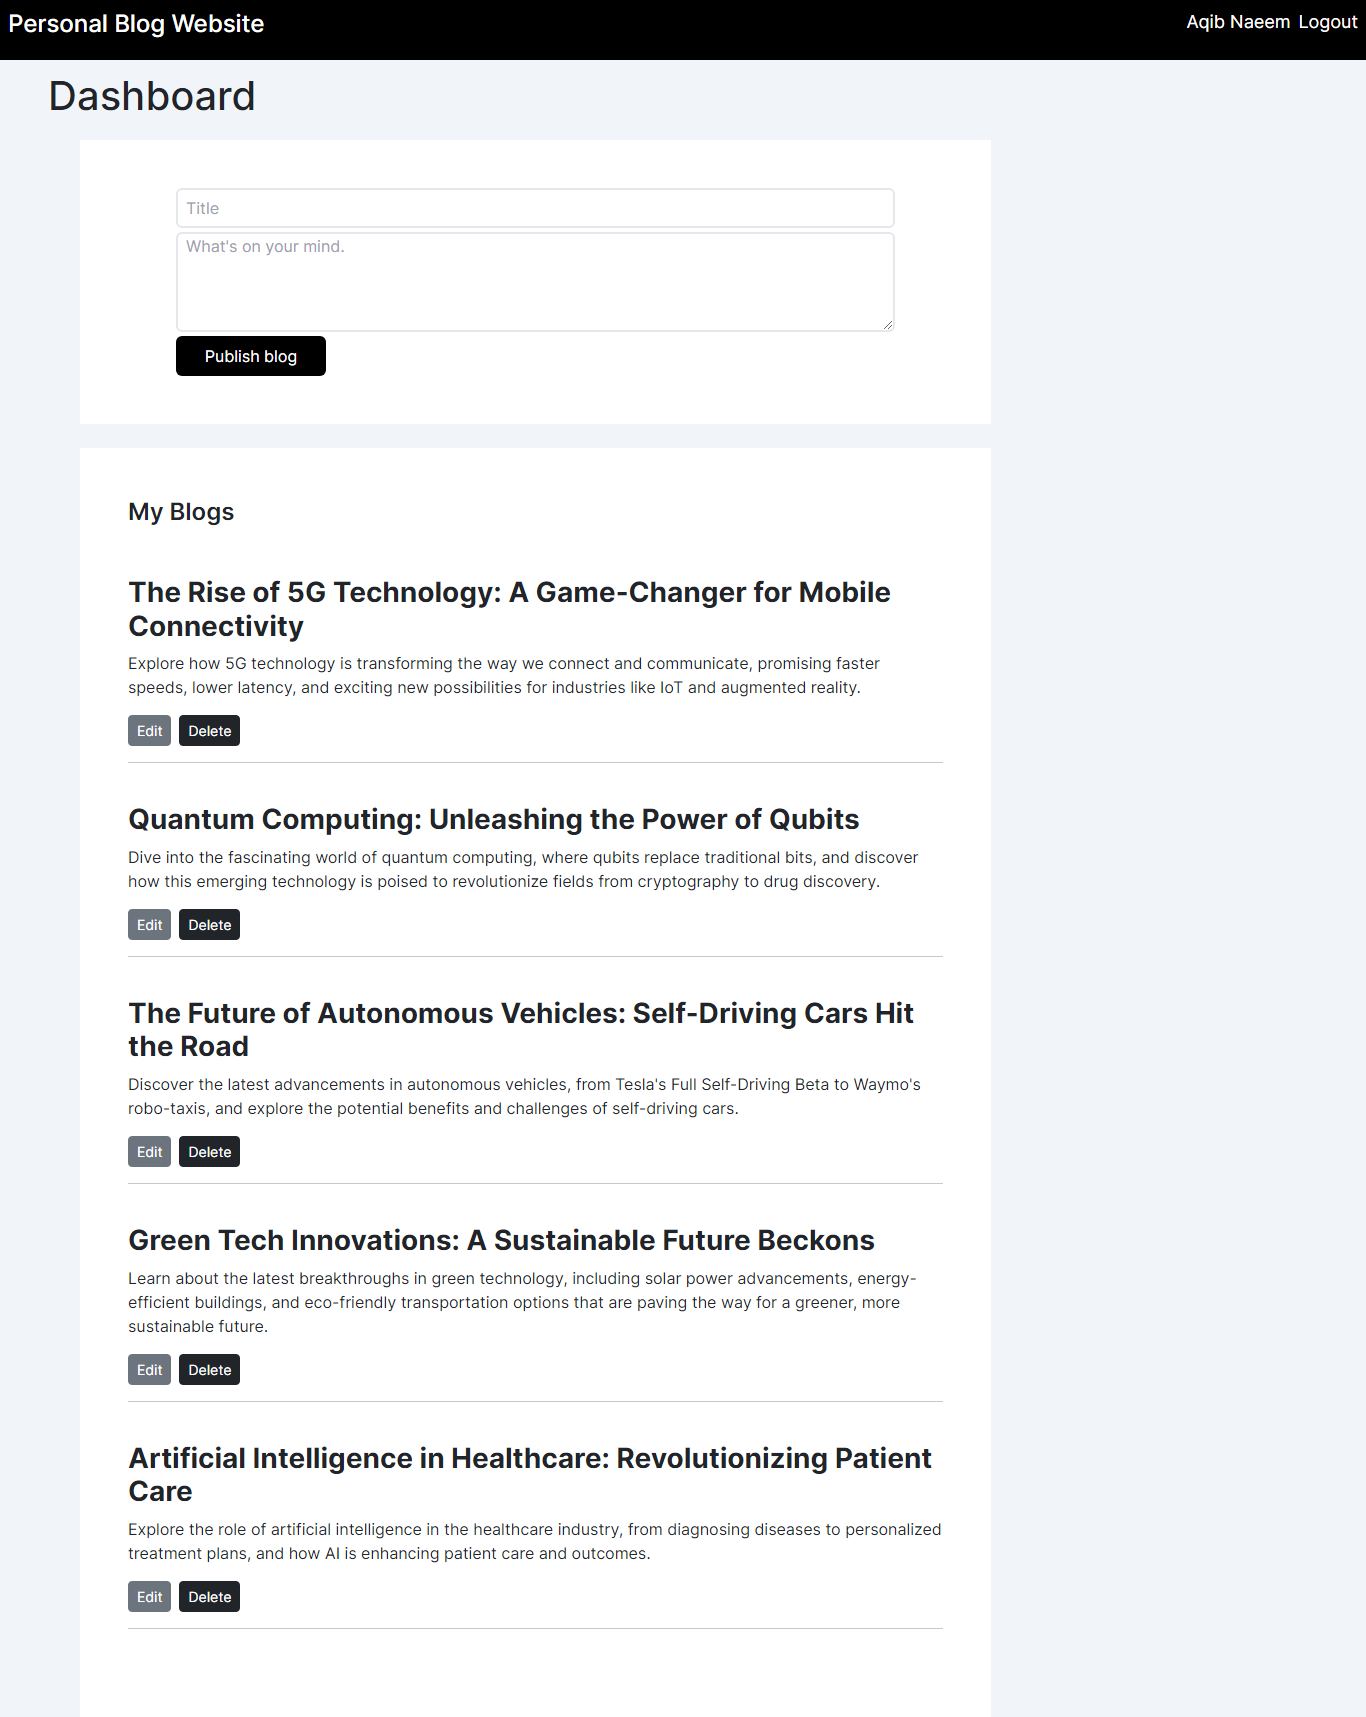 Personal Blog Website
Aqib Naeem Logout
Dashboard
Title
What's on your mind.
Publish blog
My Blogs
The Rise of 5G Technology: A Game-Changer for Mobile
Connectivity
Explore how 5G technology is transforming the way we connect and communicate, promising faster
speeds, lower latency, and exciting new possibilities for industries like IoT and augmented reality.
Edit Delete
Quantum Computing: Unleashing the Power of Qubits
Dive into the fascinating world of quantum computing, where qubits replace traditional bits, and discover
how this emerging technology is poised to revolutionize fields from cryptography to drug discovery.
Edit Delete
The Future of Autonomous Vehicles: Self-Driving Cars Hit
the Road
Discover the latest advancements in autonomous vehicles, from Tesla's Full Self-Driving Beta to Waymo's
robo-taxis, and explore the potential benefits and challenges of self-driving cars.
Edit Delete
Green Tech Innovations: A Sustainable Future Beckons
Learn about the latest breakthroughs in green technology, including solar power advancements, energy-
efficient buildings, and eco-friendly transportation options that are paving the way for a greener, more
sustainable future.
Edit Delete
Artificial Intelligence in Healthcare: Revolutionizing Patient
Care
Explore the role of artificial intelligence in the healthcare industry, from diagnosing diseases to personalized
treatment plans, and how AI is enhancing patient care and outcomes.
Edit Delete